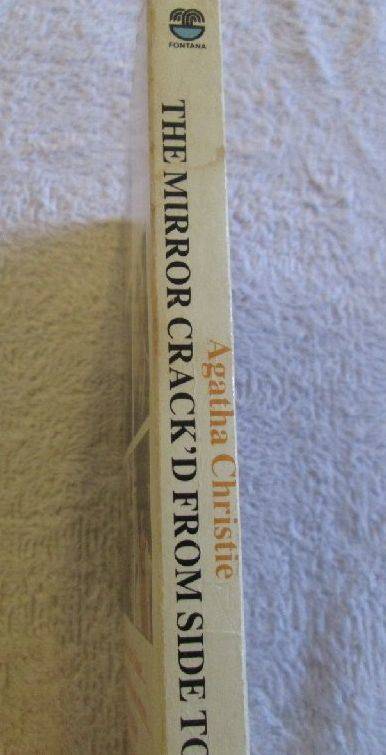 FONTANA
THE MIRROR CRACK'D FROM SIDE TO
Agatha Christie